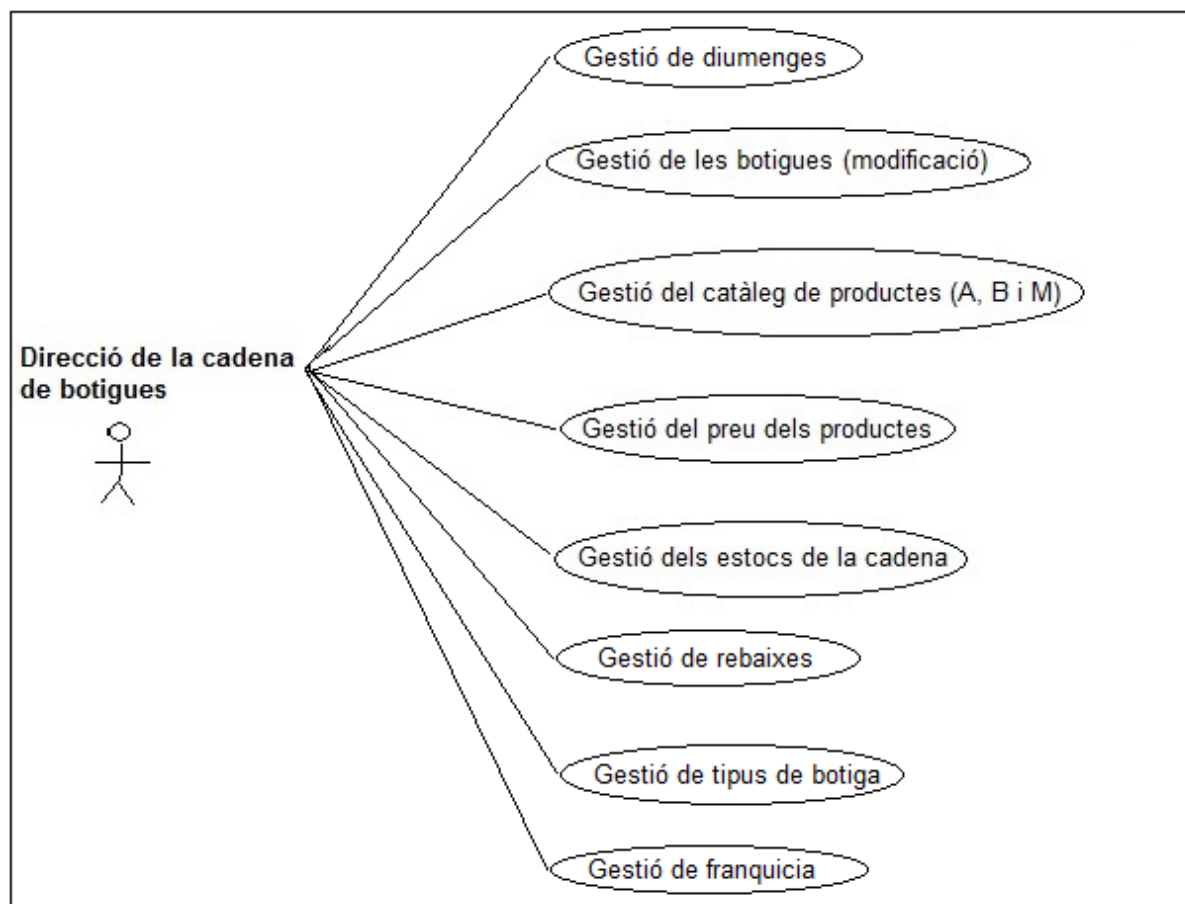 Gestió de diumenges
Gestió de les botigues (modificació)
Gestió del catàleg de productes (A, B i M)
Direcció de la cadena
de botigues
Gestió del preu dels productes
Gestió dels estocs de la cadena
Gestió de rebaixes
Gestió de tipus de botiga
Gestió de franquicia